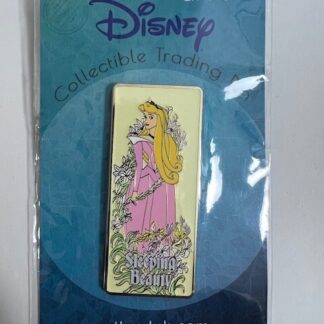 Disney
Collectible Trading
Sleeping
Beauty